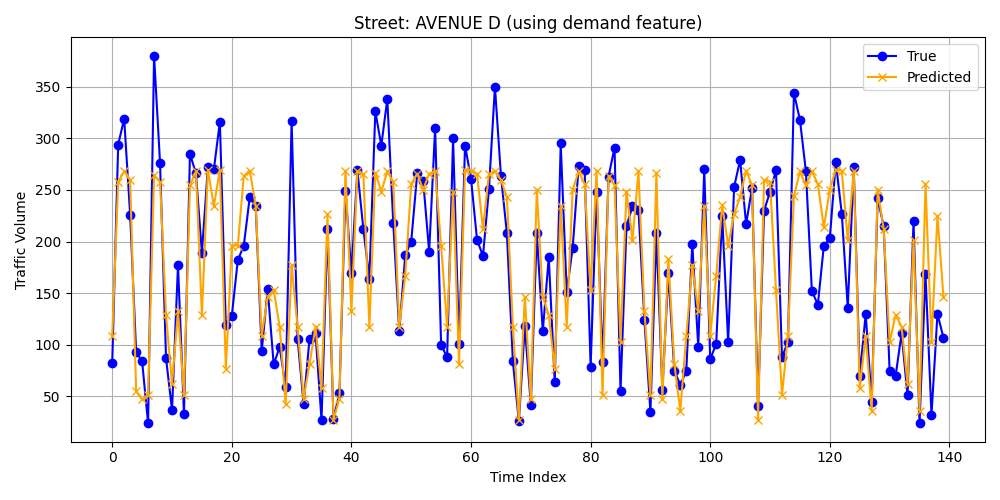 Street: AVENUE D (using demand feature)
True
Predicted
Traffic Volume
350
300
250
200
150
100
50
0 20 40 60 80 100 120 140
Time Index